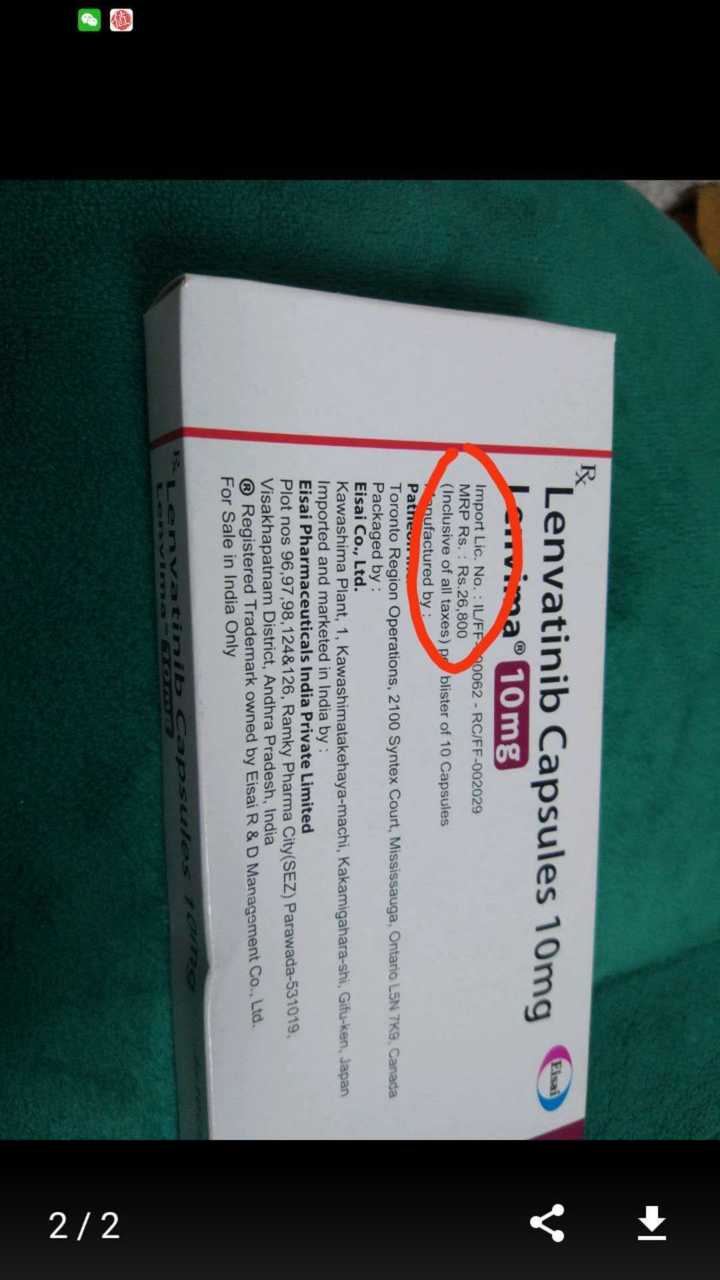 Rx
Lenvatinib Capsules 10mg
Eisai
Lenvima® 10mg
Import Lic. No. : IL/FF-000062 - RC/FF-002029
MRP Rs. : Rs.26,800
(Inclusive of all taxes) per blister of 10 Capsules
Manufactured by :
Toronto Region Operations, 2100 Syntex Court, Mississauga, Ontario L5N 7K9, Canada
Packaged by :
Eisai Co., Ltd.
Kawashima Plant, 1, Kawashimatakehaya-machi, Kakamigahara-shi, Gifu-ken, Japan
Imported and marketed in India by :
Eisai Pharmaceuticals India Private Limited
Plot nos 96,97,98,124&126, Ramky Pharma City(SEZ) Parawada-531019,
Visakhapatnam District, Andhra Pradesh, India
® Registered Trademark owned by Eisai R & D Management Co., Ltd.
For Sale in India Only
Rx
Lenvatinib Capsules 10mg
Lenvima® 10mg
2 / 2